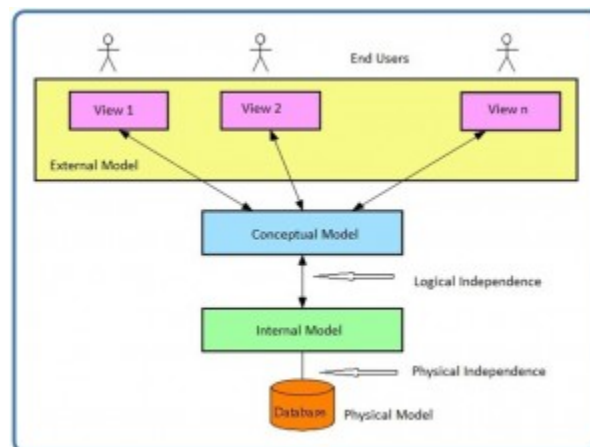 End Users
View 1
View 2
View n
External Model
Conceptual Model
Logical Independence
Internal Model
Physical Independence
Database
Physical Model